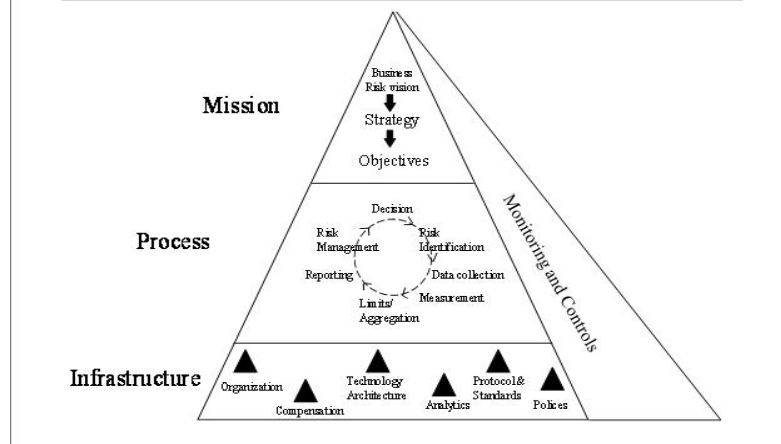 Business
Risk vision
Mission
Strategy
Objectives
Decision
Risk
Management
Risk
Identification
Process
Reporting
Data collection
Measurement
Limits/
Aggregation
Monitoring and Controls
Infrastructure
Organization
Compensation
Technology
Architecture
Analytics
Protocol &
Standards
Polices